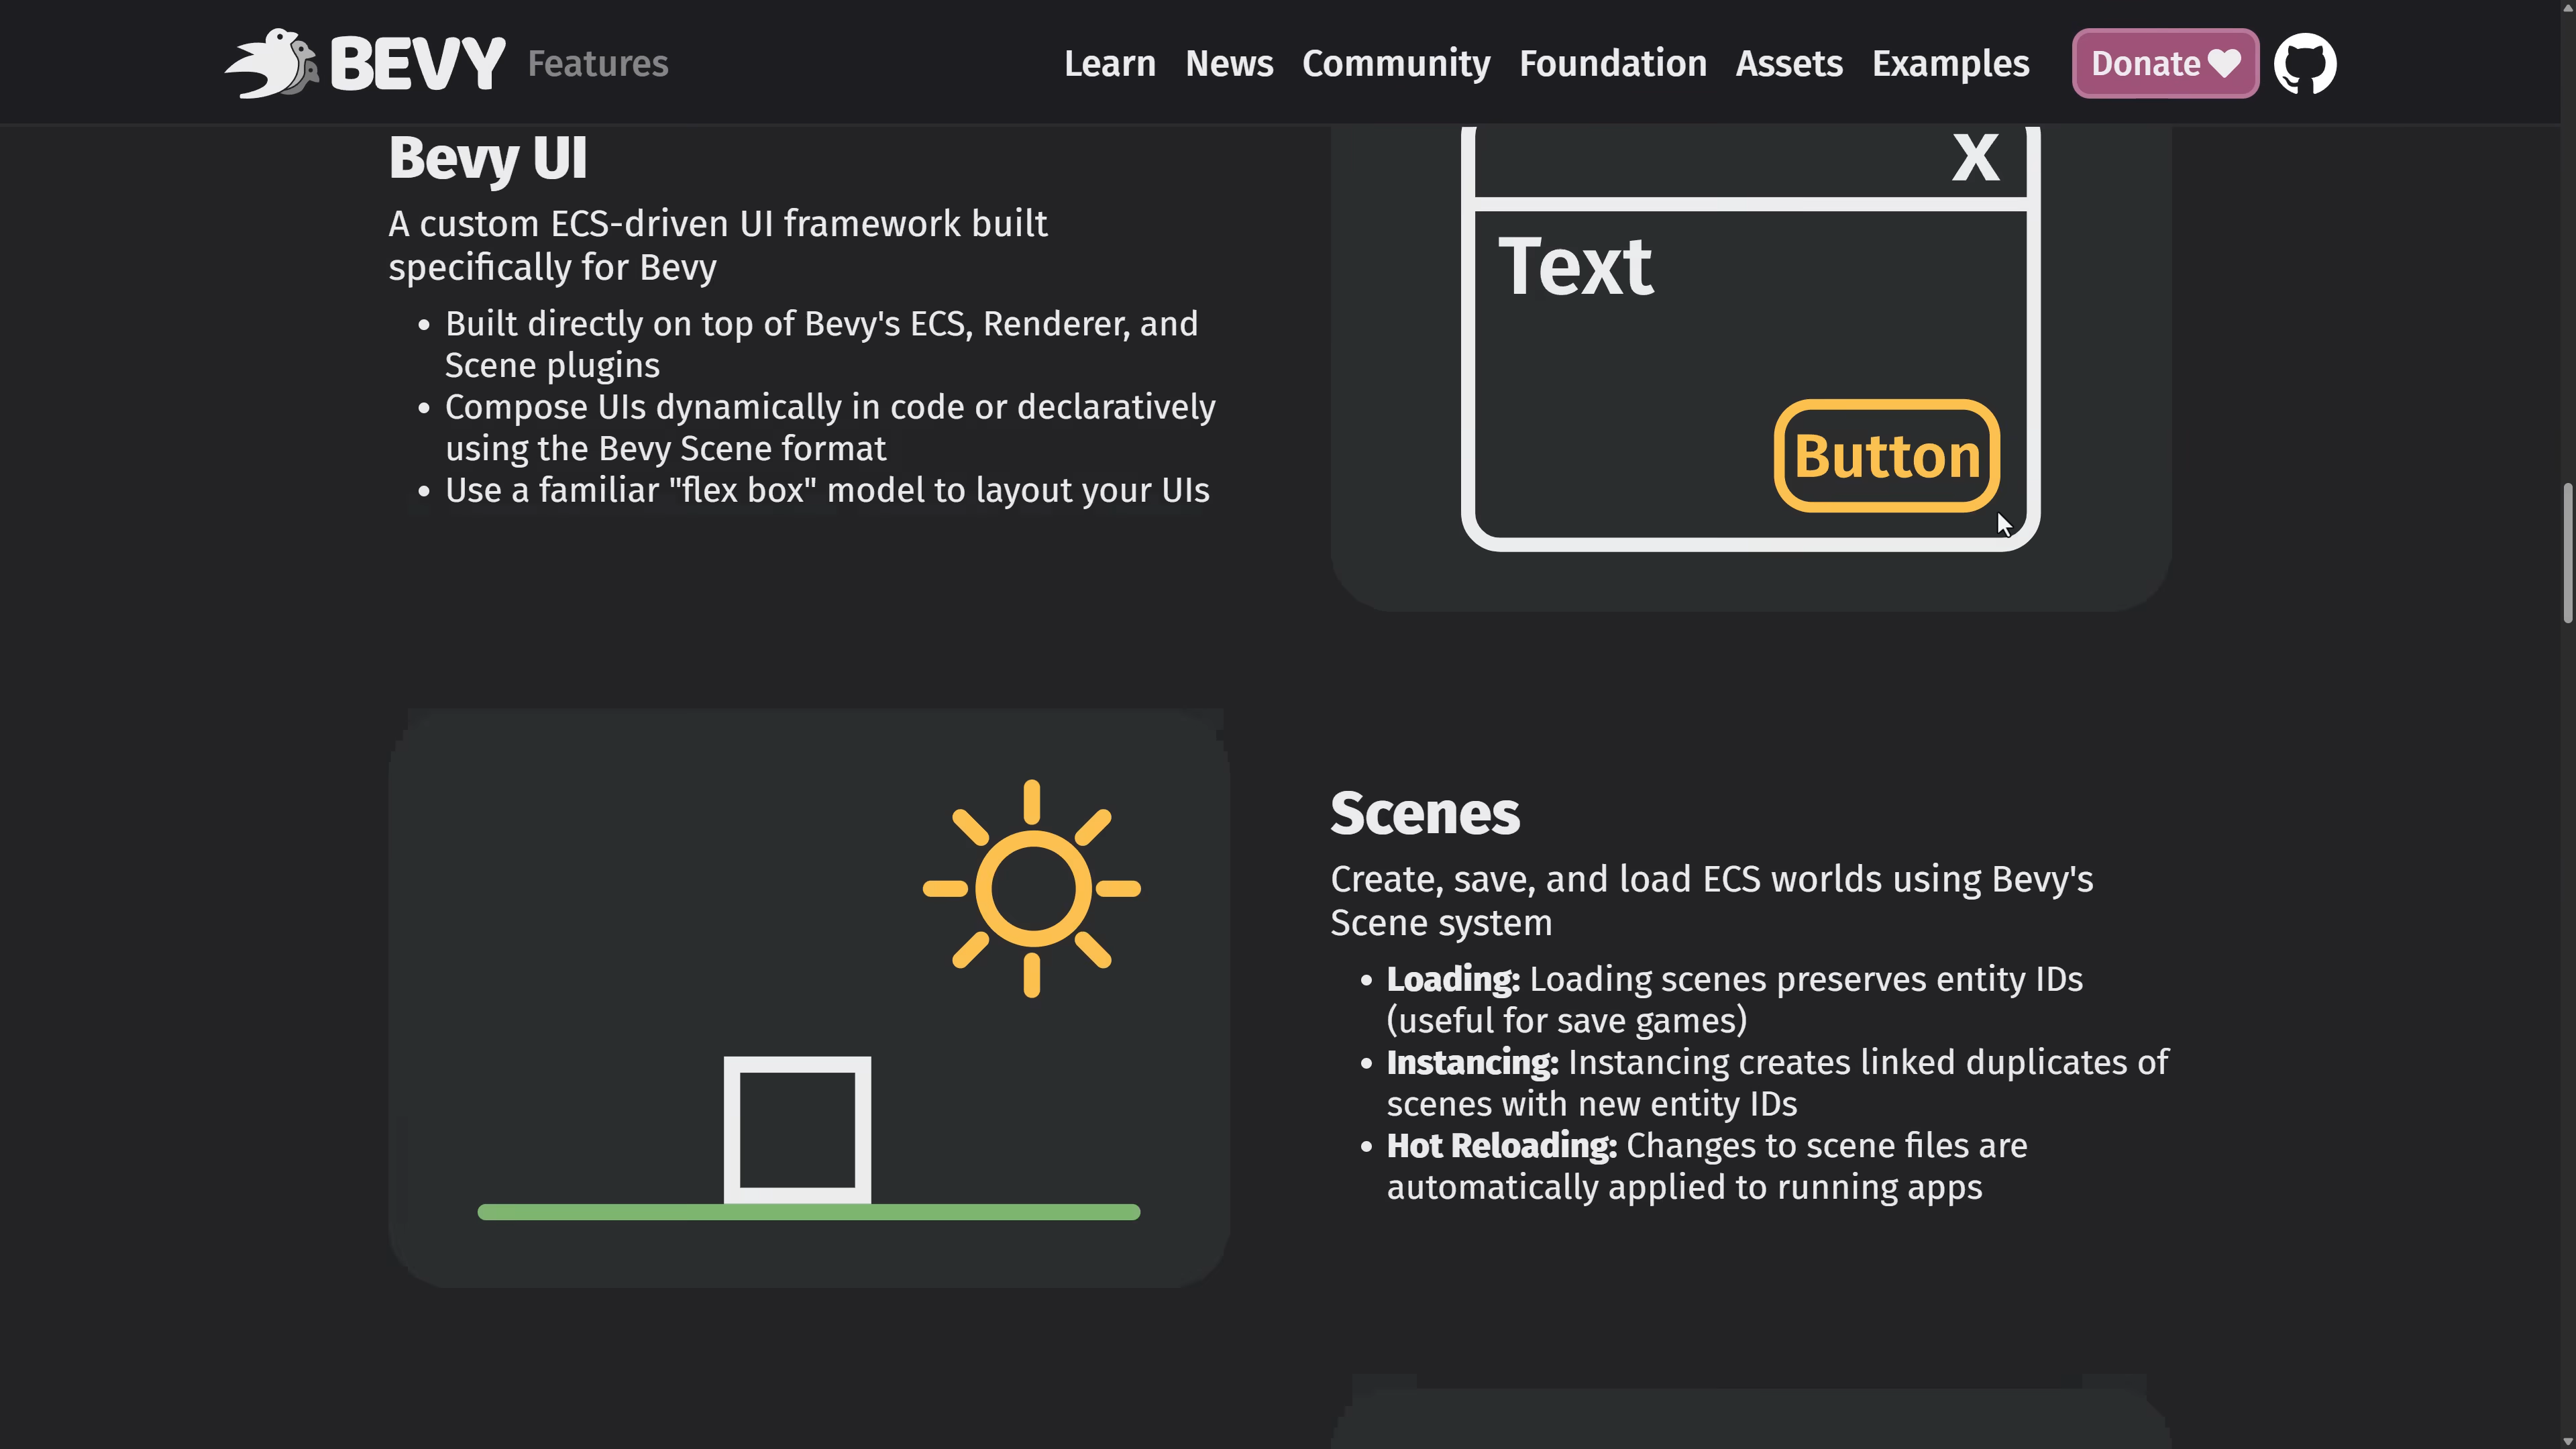 BEVY Features Learn News Community Foundation Assets Examples Donate
Bevy UI
A custom ECS-driven UI framework built
specifically for Bevy
• Built directly on top of Bevy's ECS, Renderer, and
Scene plugins
• Compose UIs dynamically in code or declaratively
using the Bevy Scene format
• Use a familiar "flex box" model to layout your UIs
x
Text
Button
Scenes
Create, save, and load ECS worlds using Bevy's
Scene system
• Loading: Loading scenes preserves entity IDs
(useful for save games)
• Instancing: Instancing creates linked duplicates of
scenes with new entity IDs
• Hot Reloading: Changes to scene files are
automatically applied to running apps